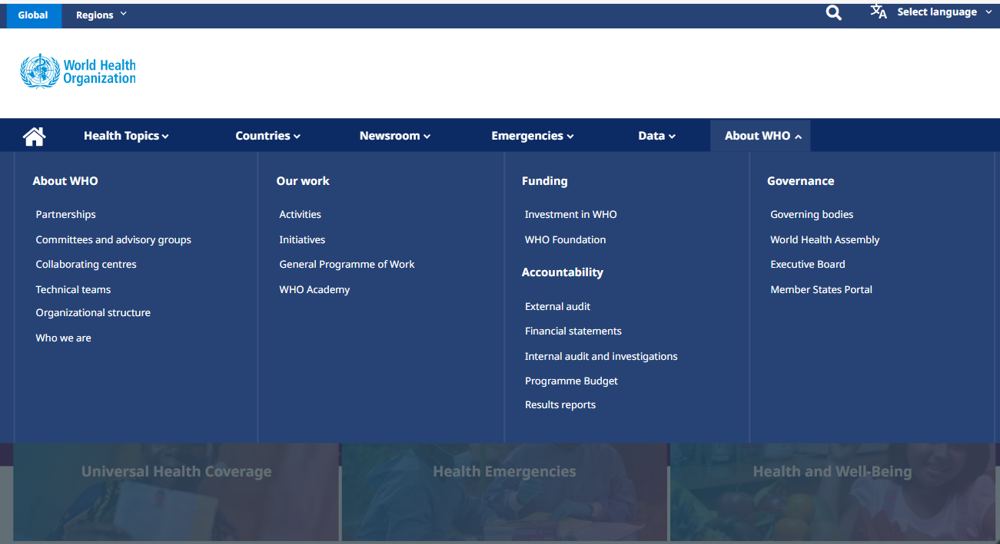 Global
Regions
Select language
World Health
Organization
Health Topics
Countries
Newsroom
Emergencies
Data
About WHO
About WHO
Partnerships
Committees and advisory groups
Collaborating centres
Technical teams
Organizational structure
Who we are
Our work
Activities
Initiatives
General Programme of Work
WHO Academy
Funding
Investment in WHO
WHO Foundation
Accountability
External audit
Financial statements
Internal audit and investigations
Programme Budget
Results reports
Governance
Governing bodies
World Health Assembly
Executive Board
Member States Portal
Universal Health Coverage
Health Emergencies
Health and Well-Being